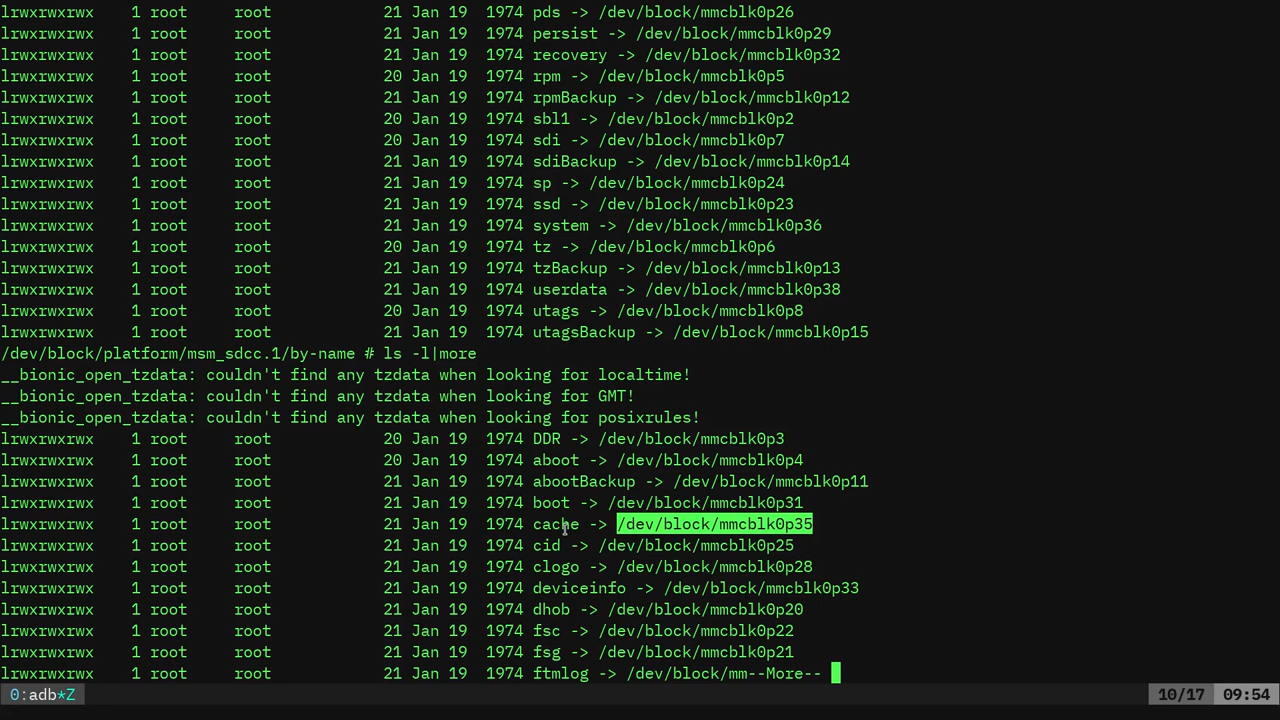 lrwxrwxrwx    1 root     root            21 Jan 19  1974 pds -> /dev/block/mmcblk0p26
lrwxrwxrwx    1 root     root            21 Jan 19  1974 persist -> /dev/block/mmcblk0p29
lrwxrwxrwx    1 root     root            21 Jan 19  1974 recovery -> /dev/block/mmcblk0p32
lrwxrwxrwx    1 root     root            20 Jan 19  1974 rpm -> /dev/block/mmcblk0p5
lrwxrwxrwx    1 root     root            21 Jan 19  1974 rpmBackup -> /dev/block/mmcblk0p12
lrwxrwxrwx    1 root     root            20 Jan 19  1974 sbl1 -> /dev/block/mmcblk0p2
lrwxrwxrwx    1 root     root            20 Jan 19  1974 sdi -> /dev/block/mmcblk0p7
lrwxrwxrwx    1 root     root            21 Jan 19  1974 sdiBackup -> /dev/block/mmcblk0p14
lrwxrwxrwx    1 root     root            21 Jan 19  1974 sp -> /dev/block/mmcblk0p24
lrwxrwxrwx    1 root     root            21 Jan 19  1974 ssd -> /dev/block/mmcblk0p23
lrwxrwxrwx    1 root     root            21 Jan 19  1974 system -> /dev/block/mmcblk0p36
lrwxrwxrwx    1 root     root            20 Jan 19  1974 tz -> /dev/block/mmcblk0p6
lrwxrwxrwx    1 root     root            21 Jan 19  1974 tzBackup -> /dev/block/mmcblk0p13
lrwxrwxrwx    1 root     root            21 Jan 19  1974 userdata -> /dev/block/mmcblk0p38
lrwxrwxrwx    1 root     root            20 Jan 19  1974 utags -> /dev/block/mmcblk0p8
lrwxrwxrwx    1 root     root            21 Jan 19  1974 utagsBackup -> /dev/block/mmcblk0p15
/dev/block/platform/msm_sdcc.1/by-name # ls -l|more
__bionic_open_tzdata: couldn't find any tzdata when looking for localtime!
__bionic_open_tzdata: couldn't find any tzdata when looking for GMT!
__bionic_open_tzdata: couldn't find any tzdata when looking for posixrules!
lrwxrwxrwx    1 root     root            20 Jan 19  1974 DDR -> /dev/block/mmcblk0p3
lrwxrwxrwx    1 root     root            20 Jan 19  1974 aboot -> /dev/block/mmcblk0p4
lrwxrwxrwx    1 root     root            21 Jan 19  1974 abootBackup -> /dev/block/mmcblk0p11
lrwxrwxrwx    1 root     root            21 Jan 19  1974 boot -> /dev/block/mmcblk0p31
lrwxrwxrwx    1 root     root            21 Jan 19  1974 cache -> /dev/block/mmcblk0p35
lrwxrwxrwx    1 root     root            21 Jan 19  1974 cid -> /dev/block/mmcblk0p25
lrwxrwxrwx    1 root     root            21 Jan 19  1974 clogo -> /dev/block/mmcblk0p28
lrwxrwxrwx    1 root     root            21 Jan 19  1974 deviceinfo -> /dev/block/mmcblk0p33
lrwxrwxrwx    1 root     root            21 Jan 19  1974 dhob -> /dev/block/mmcblk0p20
lrwxrwxrwx    1 root     root            21 Jan 19  1974 fsc -> /dev/block/mmcblk0p22
lrwxrwxrwx    1 root     root            21 Jan 19  1974 fsg -> /dev/block/mmcblk0p21
lrwxrwxrwx    1 root     root            21 Jan 19  1974 ftmlog -> /dev/block/mm--More--
0:adb*Z 10/17 09:54